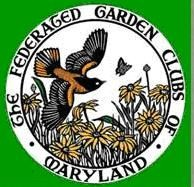 THE FEDERATED GARDEN CLUBS OF
MARYLAND